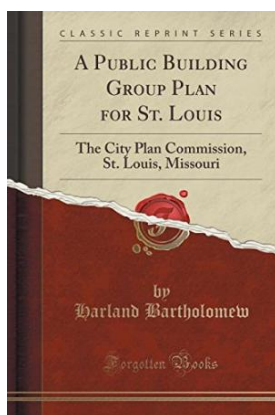 CLASSIC REPRINT SERIES
A Public Building
Group Plan
for St. Louis
The City Plan Commission,
St. Louis, Missouri
by
Harland Bartholomew
Forgotten Books